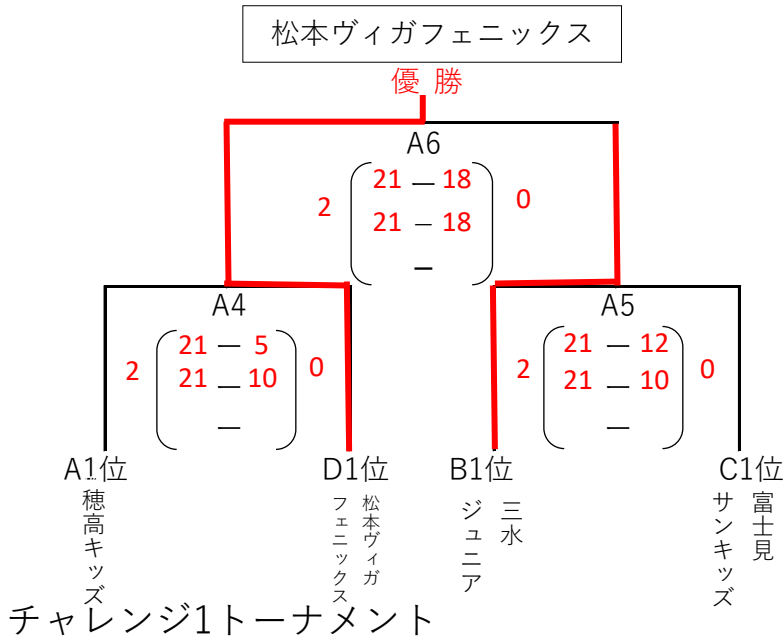 松本ヴィガフェニックス
優 勝
A6
2 21 — 18 0
21 — 18
—
A4
2 21 — 5 0
21 — 10
—
A5
2 21 — 12 0
21 — 10
—
A1位
穂高キッズ
D1位
松本ヴィガ
フェニックス
B1位
三水
ジュニア
C1位
富士見
サンキッズ
チャレンジ1トーナメント